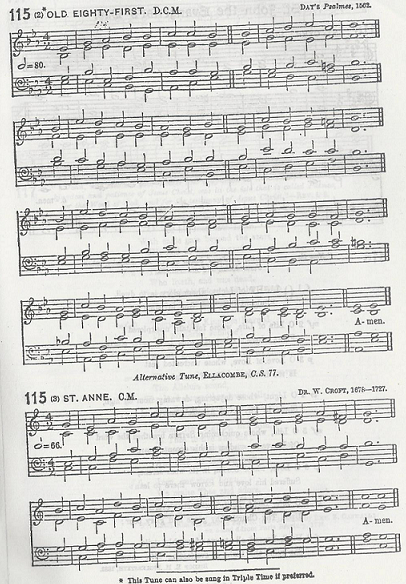 115 (2)* OLD EIGHTY-FIRST. D.C.M. DAY'S Psalmes, 1562.
=80.
A-men.
Alternative Tune, ELLACOMBE, C.S. 77.
115 (3) ST. ANNE. C.M. DR. W. CROFT, 1678—1727.
=66.
A-men.
* This Tune can also be sung in Triple Time if preferred.